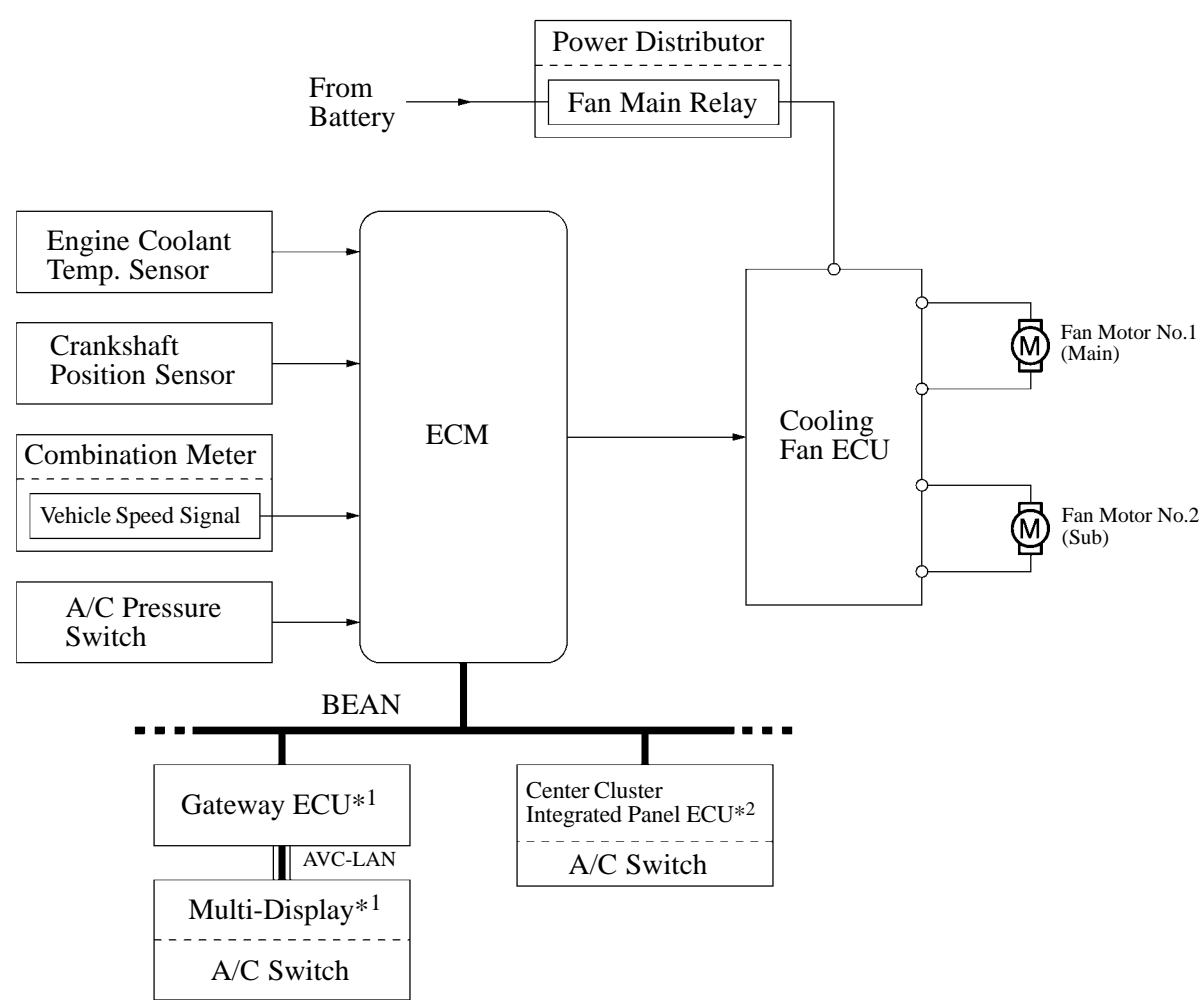 Power Distributor
From
Battery
Fan Main Relay
Engine Coolant
Temp. Sensor
Crankshaft
Position Sensor
Combination Meter
Vehicle Speed Signal
A/C Pressure
Switch
ECM
Cooling
Fan ECU
M
Fan Motor No.1
(Main)
M
Fan Motor No.2
(Sub)
BEAN
Gateway ECU*1
AVC-LAN
Multi-Display*1
A/C Switch
Center Cluster
Integrated Panel ECU*2
A/C Switch